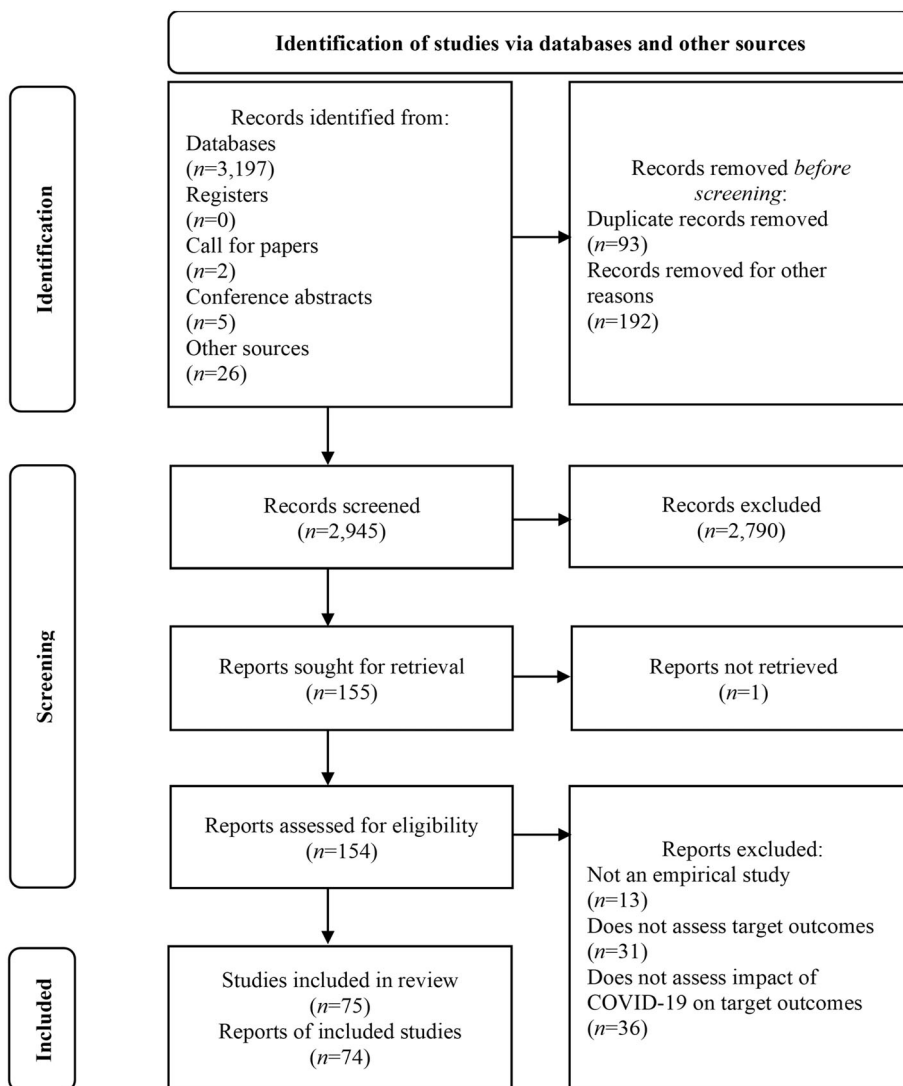 Identification of studies via databases and other sources
Identification
Records identified from:
Databases
(n=3,197)
Registers
(n=0)
Call for papers
(n=2)
Conference abstracts
(n=5)
Other sources
(n=26)
Records removed before
screening:
Duplicate records removed
(n=93)
Records removed for other
reasons
(n=192)
Screening
Records screened
(n=2,945)
Records excluded
(n=2,790)
Reports sought for retrieval
(n=155)
Reports not retrieved
(n=1)
Reports assessed for eligibility
(n=154)
Reports excluded:
Not an empirical study
(n=13)
Does not assess target outcomes
(n=31)
Does not assess impact of
COVID-19 on target outcomes
(n=36)
Included
Studies included in review
(n=75)
Reports of included studies
(n=74)